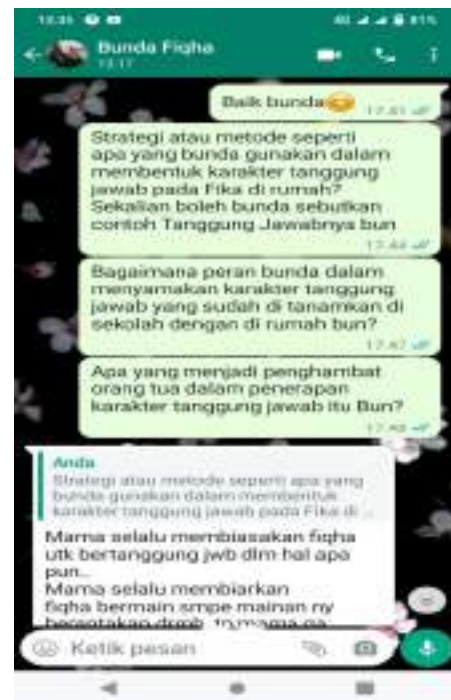 Bunda Fiqha
13.17
Baik bunda
17.41
Strategi atau metode seperti
apa yang bunda gunakan dalam
membentuk karakter tanggung
jawab pada Fika di rumah?
Sekalian boleh bunda sebutkan
contoh Tanggung Jawabnya bun
17.44
Bagaimana peran bunda dalam
menyamakan karakter tanggung
jawab yang sudah di tanamkan di
sekolah dengan di rumah bun?
17.47
Apa yang menjadi penghambat
orang tua dalam penerapan
karakter tanggung jawab itu Bun?
17.48
Anda
Strategi atau metode seperti apa yang
bunda gunakan dalam membentuk
karakter tanggung jawab pada Fika di ...
Mama selalu membiasakan fiqha
utk bertanggung jwb dlm hal apa
pun..
Mama selalu membiarkan
fiqha bermain smpe mainan ny
berantakan
Ketik pesan